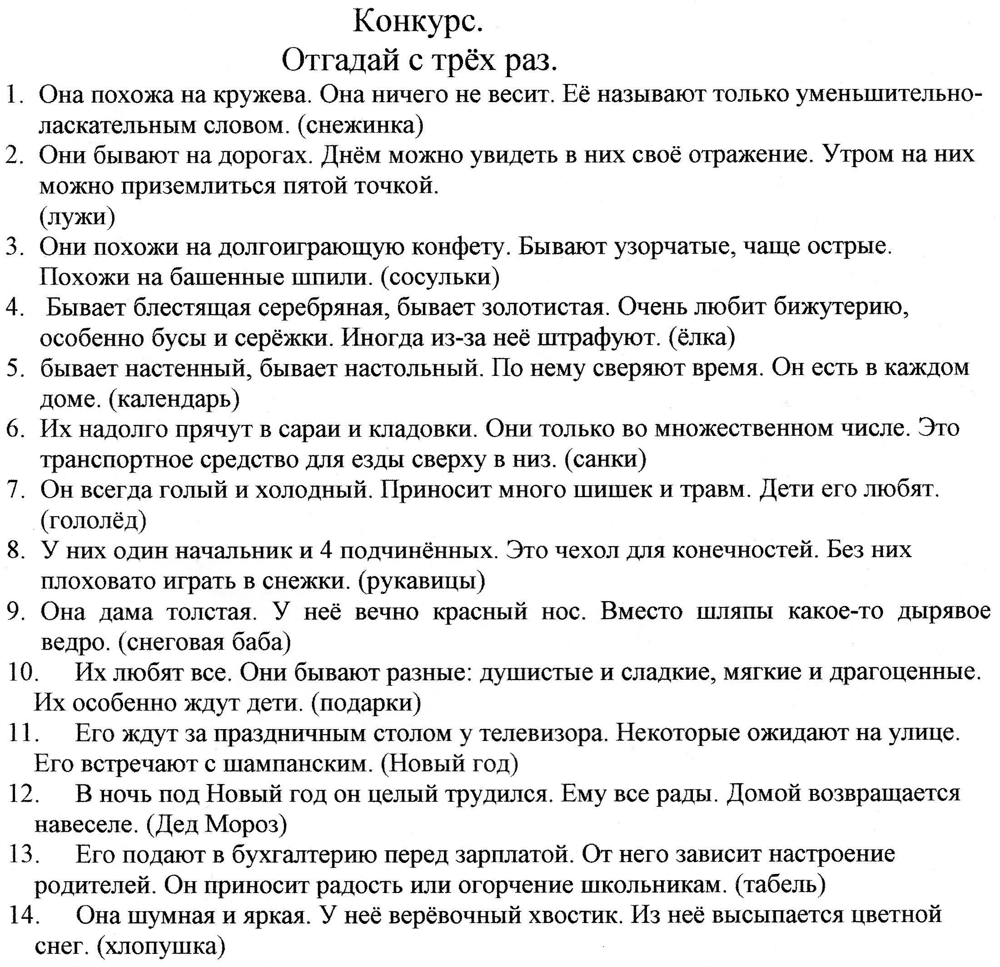 Конкурс.
Отгадай с трёх раз.
1. Она похожа на кружева. Она ничего не весит. Её называют только уменьшительно-
ласкательным словом. (снежинка)
2. Они бывают на дорогах. Днём можно увидеть в них своё отражение. Утром на них
можно приземлиться пятой точкой.
(лужи)
3. Они похожи на долгоиграющую конфету. Бывают узорчатые, чаще острые.
Похожи на башенные шпили. (сосульки)
4. Бывает блестящая серебряная, бывает золотистая. Очень любит бижутерию,
особенно бусы и серёжки. Иногда из-за неё штрафуют. (ёлка)
5. бывает настенный, бывает настольный. По нему сверяют время. Он есть в каждом
доме. (календарь)
6. Их надолго прячут в сараи и кладовки. Они только во множественном числе. Это
транспортное средство для езды сверху в низ. (санки)
7. Он всегда голый и холодный. Приносит много шишек и травм. Дети его любят.
(гололёд)
8. У них один начальник и 4 подчинённых. Это чехол для конечностей. Без них
плоховато играть в снежки. (рукавицы)
9. Она дама толстая. У неё вечно красный нос. Вместо шляпы какое-то дырявое
ведро. (снеговая баба)
10. Их любят все. Они бывают разные: душистые и сладкие, мягкие и драгоценные.
Их особенно ждут дети. (подарки)
11. Его ждут за праздничным столом у телевизора. Некоторые ожидают на улице.
Его встречают с шампанским. (Новый год)
12. В ночь под Новый год он целый трудился. Ему все рады. Домой возвращается
навеселе. (Дед Мороз)
13. Его подают в бухгалтерию перед зарплатой. От него зависит настроение
родителей. Он приносит радость или огорчение школьникам. (табель)
14. Она шумная и яркая. У неё верёвочный хвостик. Из неё высыпается цветной
снег. (хлопушка)